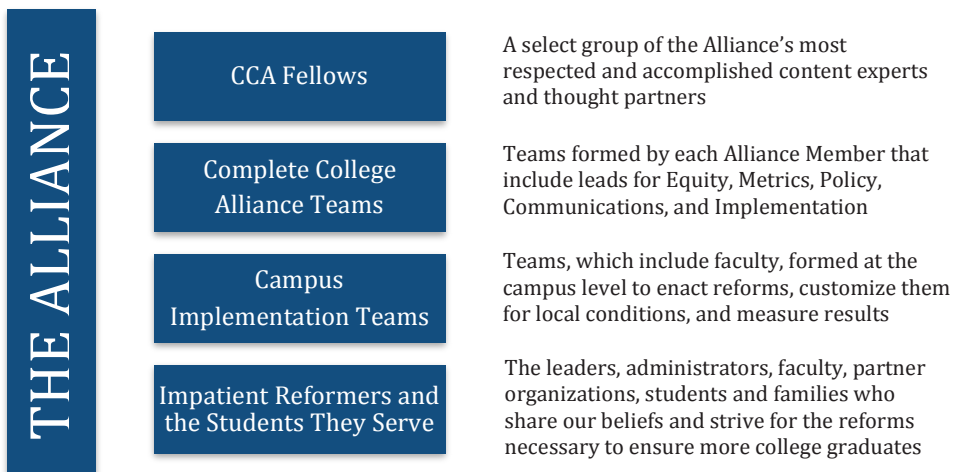 THE ALLIANCE
CCA Fellows
A select group of the Alliance’s most
respected and accomplished content experts
and thought partners
Complete College
Alliance Teams
Teams formed by each Alliance Member that
include leads for Equity, Metrics, Policy,
Communications, and Implementation
Campus
Implementation Teams
Teams, which include faculty, formed at the
campus level to enact reforms, customize them
for local conditions, and measure results
Impatient Reformers and
the Students They Serve
The leaders, administrators, faculty, partner
organizations, students and families who
share our beliefs and strive for the reforms
necessary to ensure more college graduates